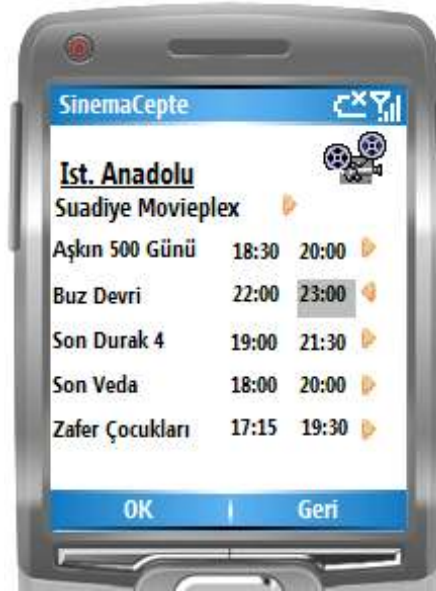 SinemaCepte
Ist. Anadolu
Suadiye Movieplex
Aşkın 500 Günü 18:30 20:00
Buz Devri 22:00 23:00
Son Durak 4 19:00 21:30
Son Veda 18:00 20:00
Zafer Çocukları 17:15 19:30
OK Geri